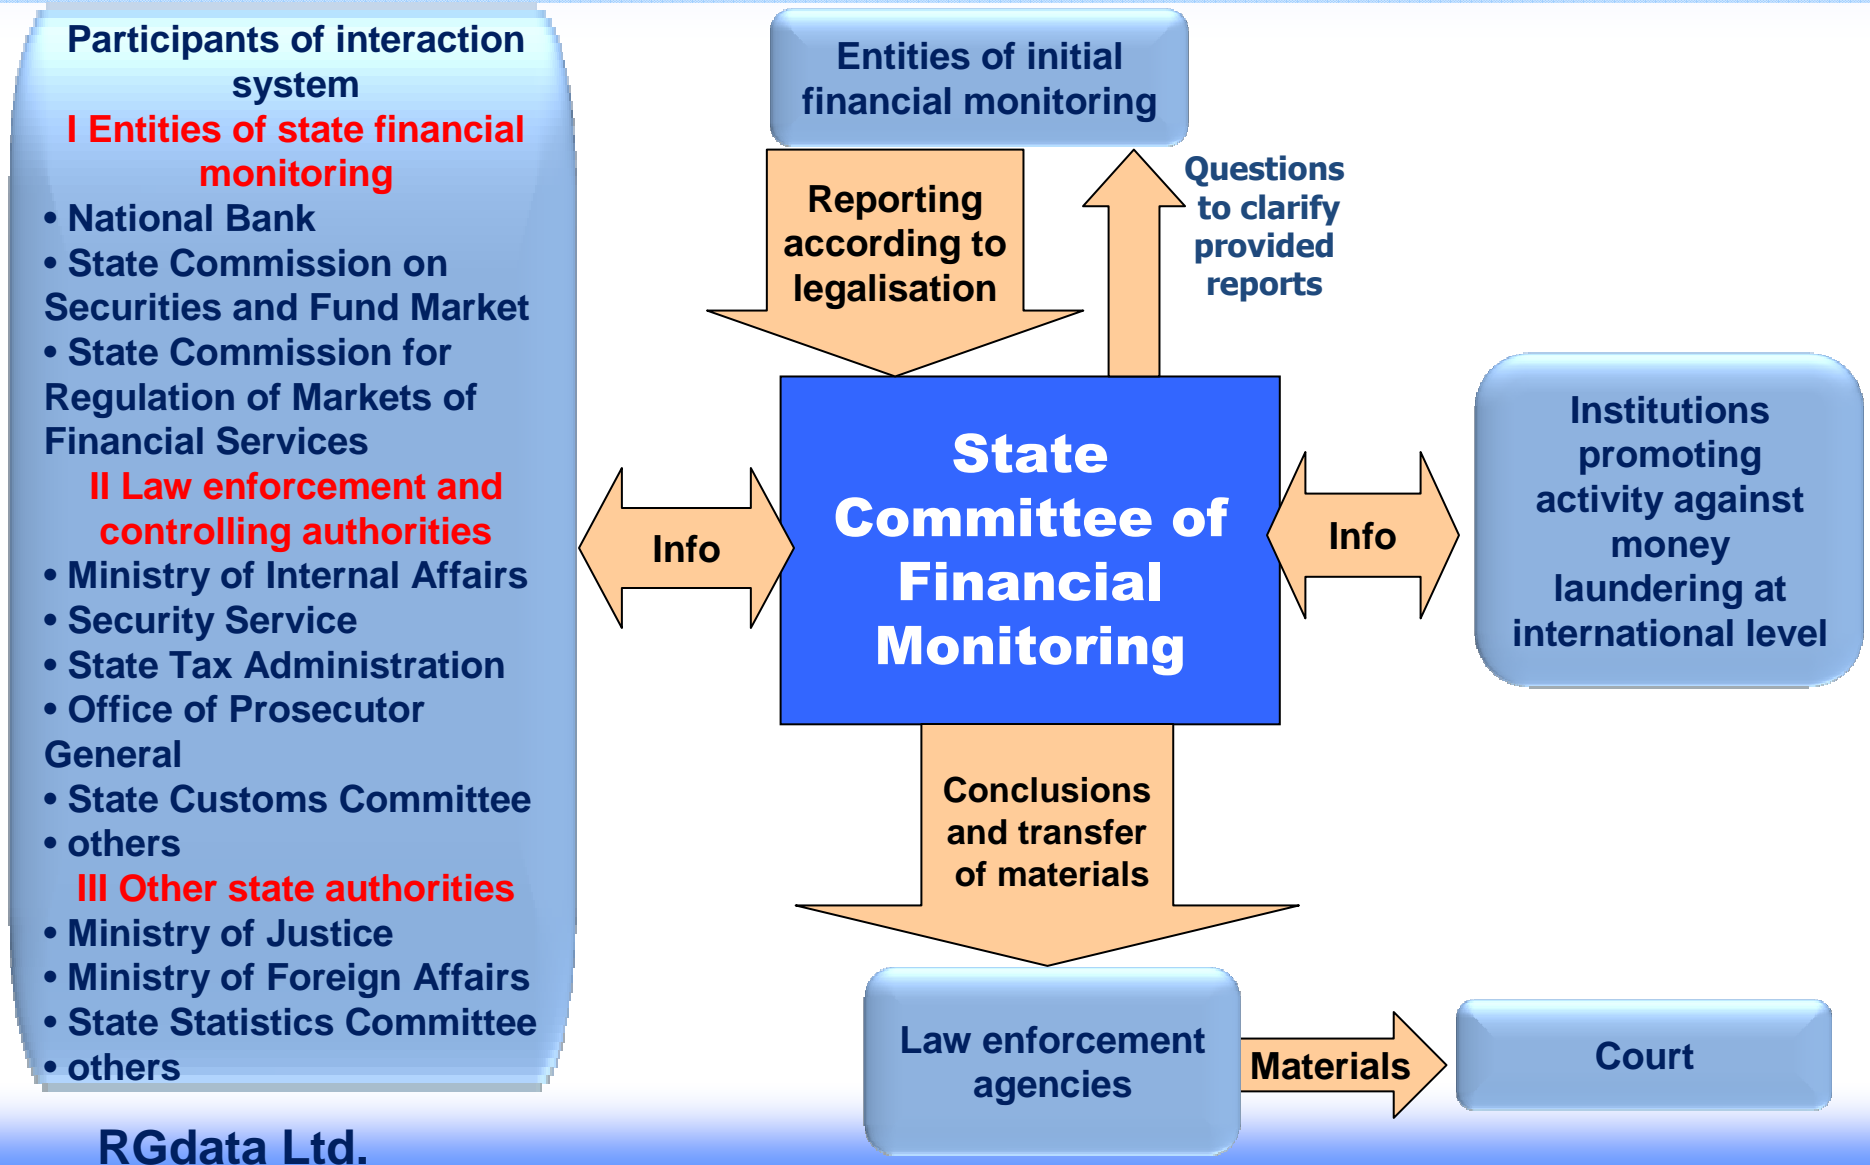 Participants of interaction
system
I Entities of state financial
monitoring
• National Bank
• State Commission on
Securities and Fund Market
• State Commission for
Regulation of Markets of
Financial Services
II Law enforcement and
controlling authorities
• Ministry of Internal Affairs
• Security Service
• State Tax Administration
• Office of Prosecutor
General
• State Customs Committee
• others
III Other state authorities
• Ministry of Justice
• Ministry of Foreign Affairs
• State Statistics Committee
• others
Entities of initial
financial monitoring
Reporting
according to
legalisation
Questions
to clarify
provided
reports
Info
State
Committee of
Financial
Monitoring
Info
Institutions
promoting
activity against
money
laundering at
international level
Conclusions
and transfer
of materials
Law enforcement
agencies
Materials
Court
RGdata Ltd.